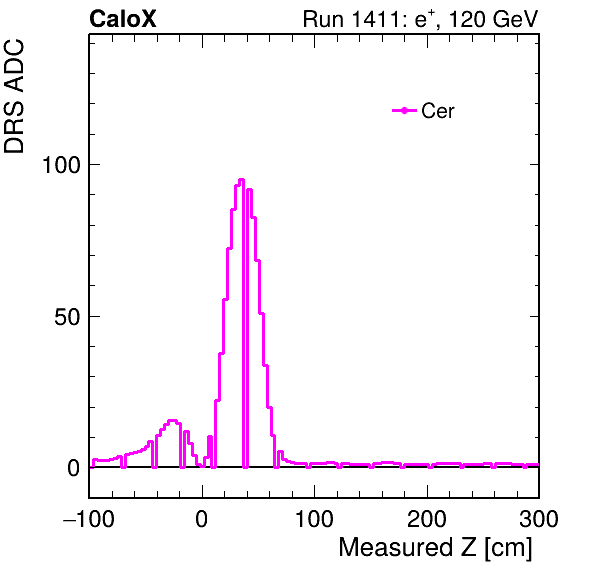 CaloX Run 1411: e⁺, 120 GeV
DRS ADC
Cer
100
50
0
−100 0 100 200 300
Measured Z [cm]